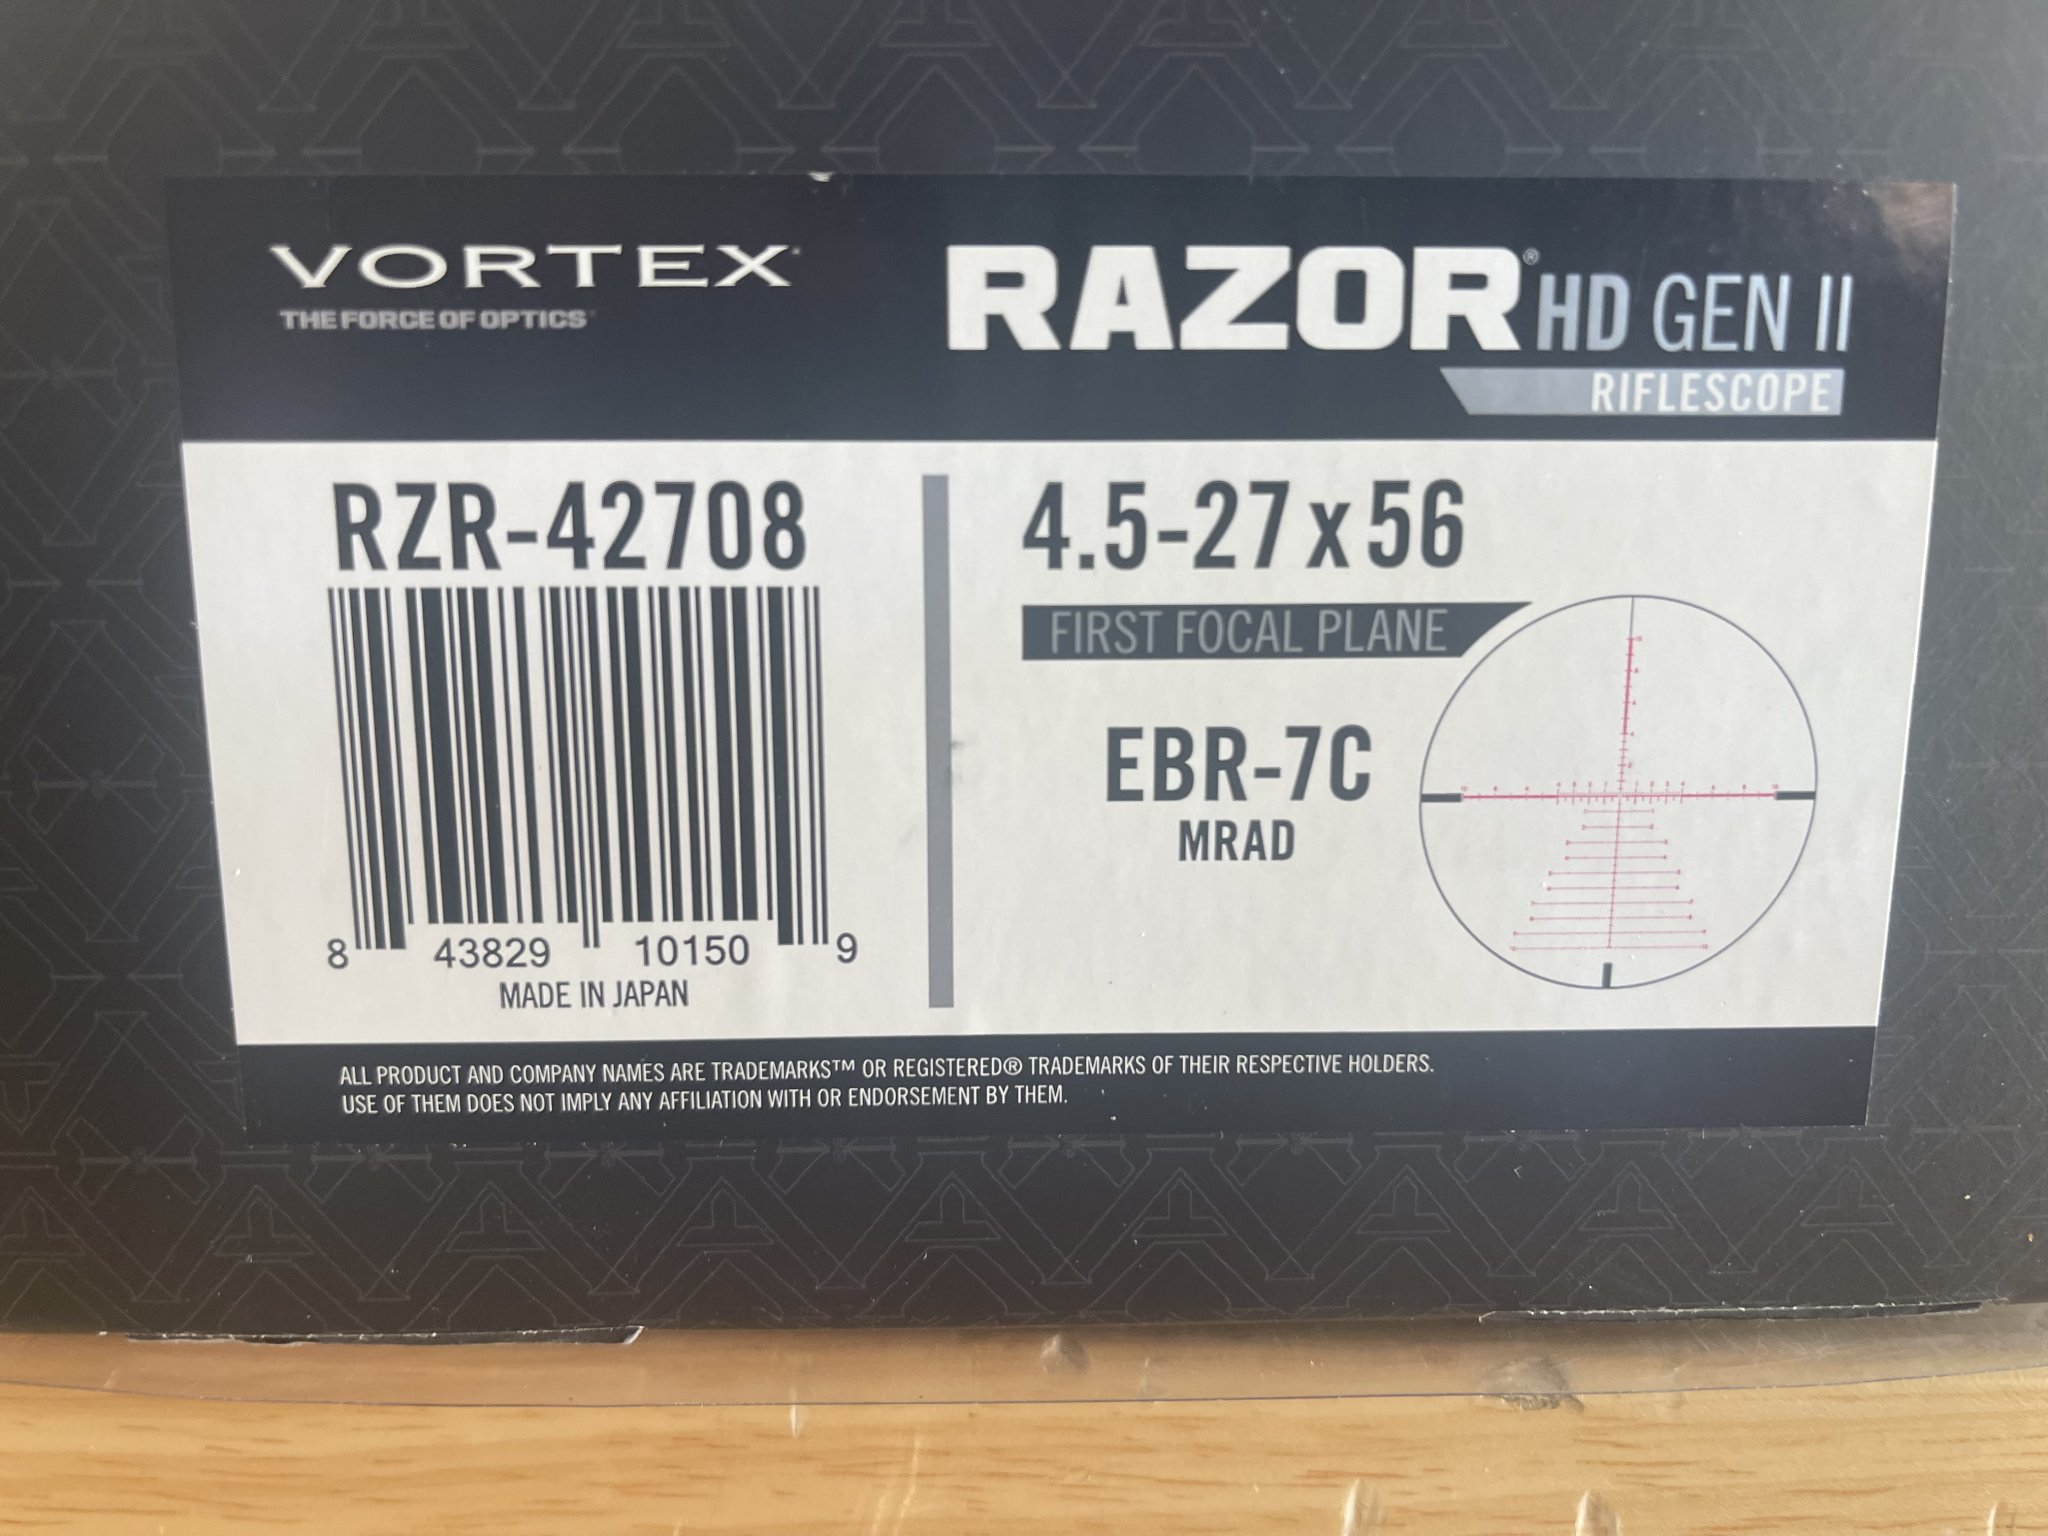 VORTEX
THE FORCE OF OPTICS
RAZOR® HD GEN II
RIFLESCOPE
RZR-42708
8 43829 10150 9
MADE IN JAPAN
4.5-27 x 56
FIRST FOCAL PLANE
EBR-7C
MRAD
ALL PRODUCT AND COMPANY NAMES ARE TRADEMARKS™ OR REGISTERED® TRADEMARKS OF THEIR RESPECTIVE HOLDERS.
USE OF THEM DOES NOT IMPLY ANY AFFILIATION WITH OR ENDORSEMENT BY THEM.